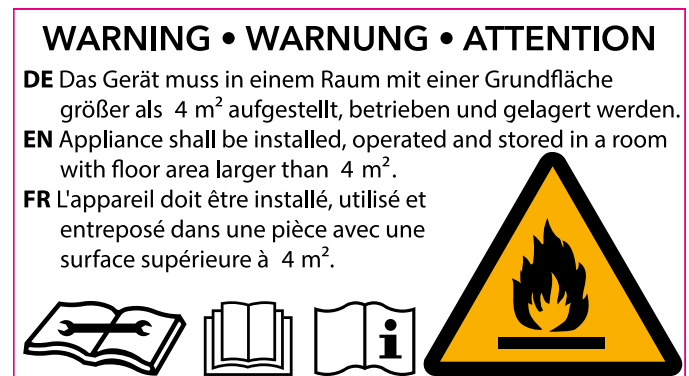 WARNING • WARNUNG • ATTENTION
DE Das Gerät muss in einem Raum mit einer Grundfläche
größer als 4 m² aufgestellt, betrieben und gelagert werden.
EN Appliance shall be installed, operated and stored in a room
with floor area larger than 4 m².
FR L'appareil doit être installé, utilisé et
entreposé dans une pièce avec une
surface supérieure à 4 m².
i